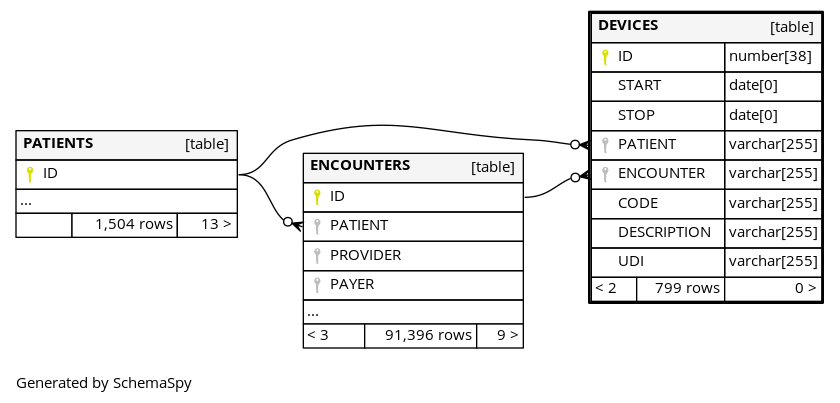 PATIENTS [table]
ID
...
1,504 rows 13 >
ENCOUNTERS [table]
ID
PATIENT
PROVIDER
PAYER
...
< 3 91,396 rows 9 >
DEVICES [table]
ID number[38]
START date[0]
STOP date[0]
PATIENT varchar[255]
ENCOUNTER varchar[255]
CODE varchar[255]
DESCRIPTION varchar[255]
UDI varchar[255]
< 2 799 rows 0 >
Generated by SchemaSpy